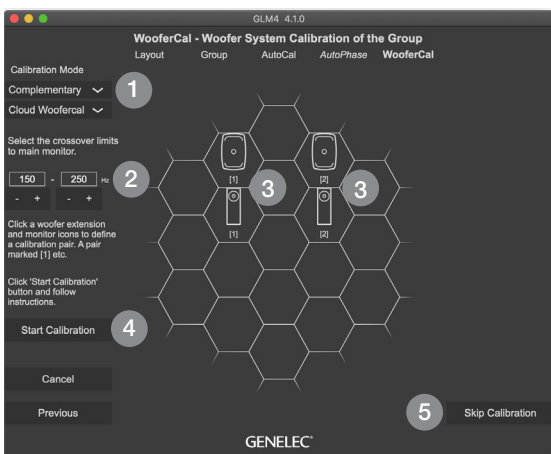 GLM4 4.1.0
WooferCal - Woofer System Calibration of the Group
Layout Group AutoCal AutoPhase WooferCal
Calibration Mode
Complementary
1
Cloud Woofercal
Select the crossover limits
to main monitor.
150 - 250 Hz
2
- + - +
[1] [2]
3 3
[1] [2]
Click a woofer extension
and monitor icons to define
a calibration pair. A pair
marked [1] etc.
Click 'Start Calibration'
button and follow
instructions.
Start Calibration
4
Cancel
Previous
5
Skip Calibration
GENELEC®